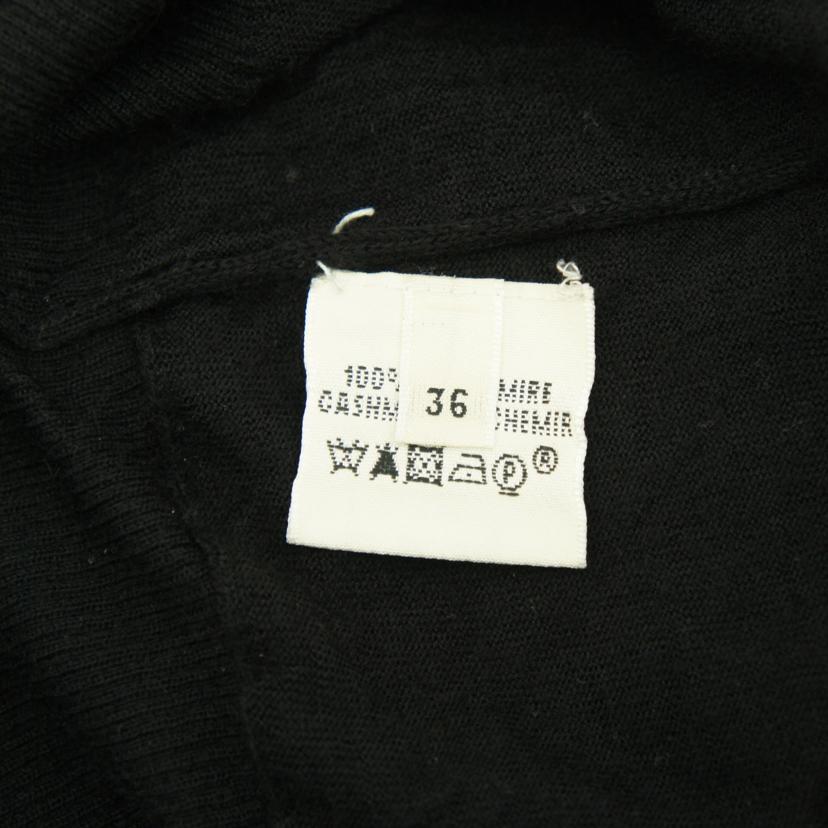 100% MIRE
CASHM 36 CHEMIR
P ®